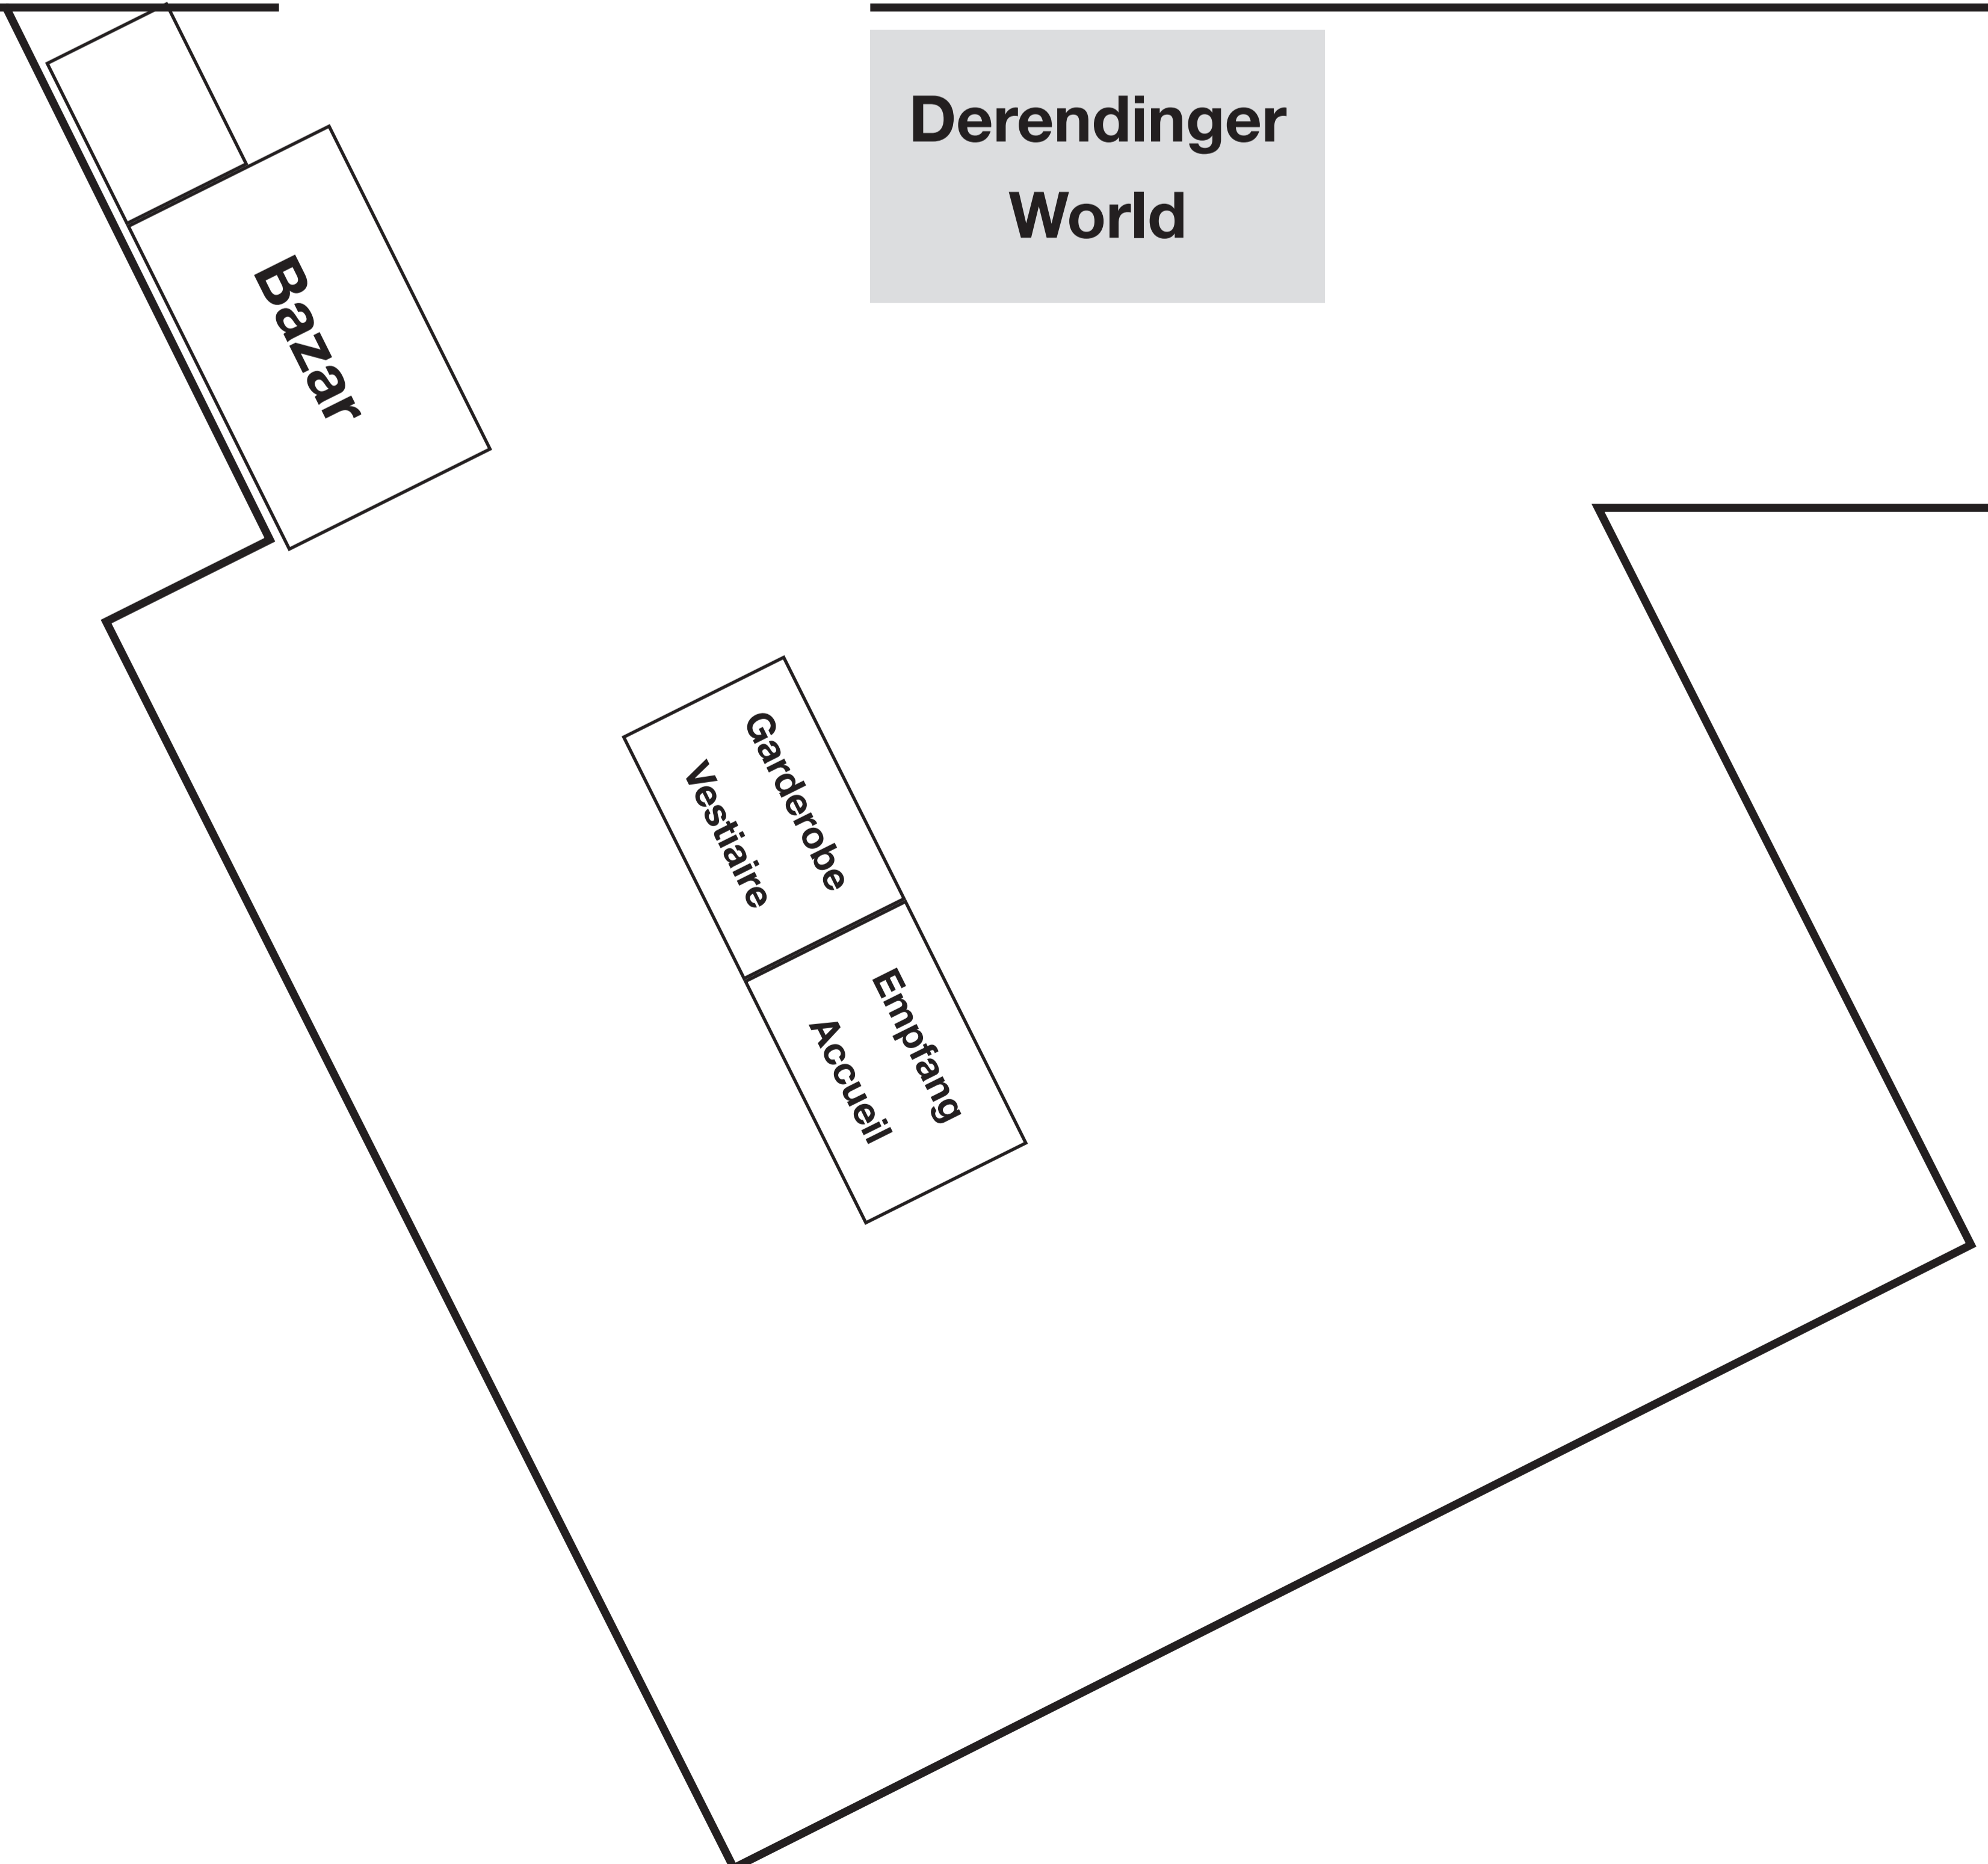 Derendinger
World
Bazar
Garderobe
Vestiaire
Empfang
Accueil